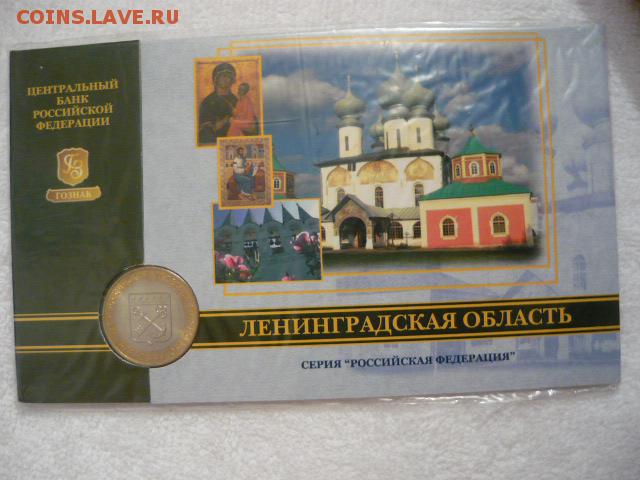 COINS.LAVE.RU
ЦЕНТРАЛЬНЫЙ
БАНК
РОССИЙСКОЙ
ФЕДЕРАЦИИ
ГОЗНАК
ЛЕНИНГРАДСКАЯ ОБЛАСТЬ
СЕРИЯ "РОССИЙСКАЯ ФЕДЕРАЦИЯ"